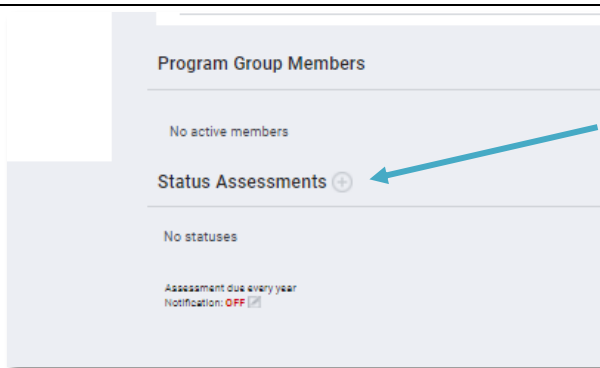 Program Group Members
No active members
Status Assessments
No statuses
Assessment due every year
Notification: OFF